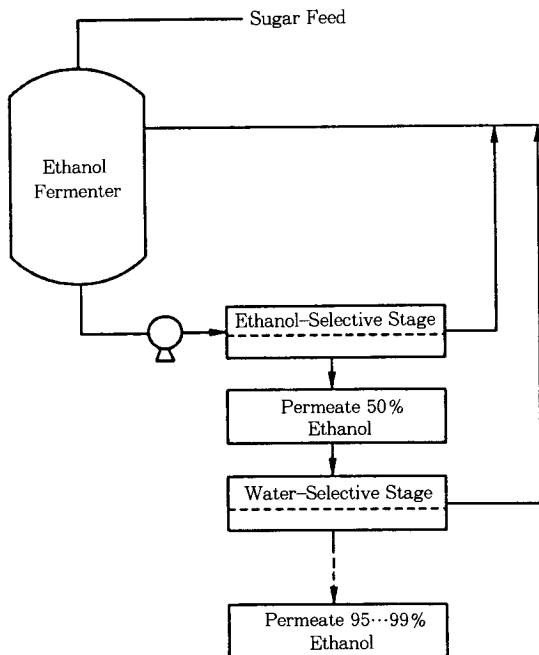 Sugar Feed
Ethanol
Fermenter
Ethanol–Selective Stage
Permeate 50%
Ethanol
Water–Selective Stage
Permeate 95···99%
Ethanol